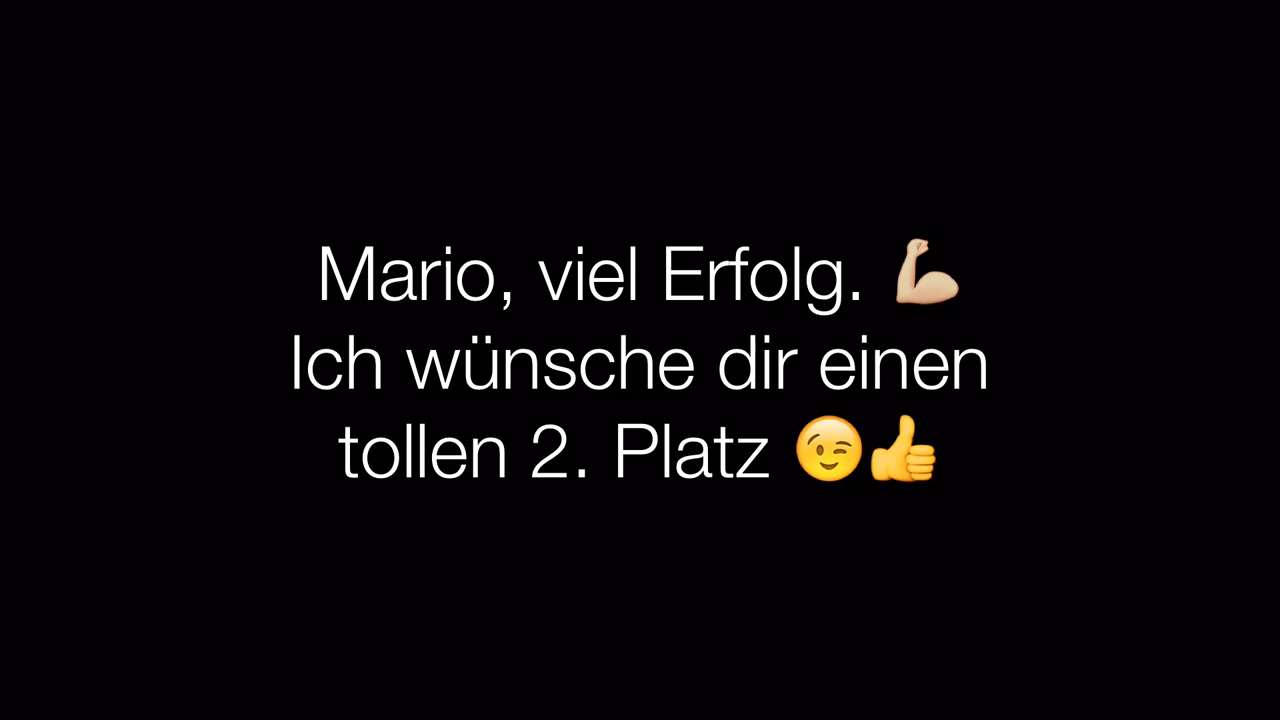 Mario, viel Erfolg. 💪🏼
Ich wünsche dir einen
tollen 2. Platz 😉👍